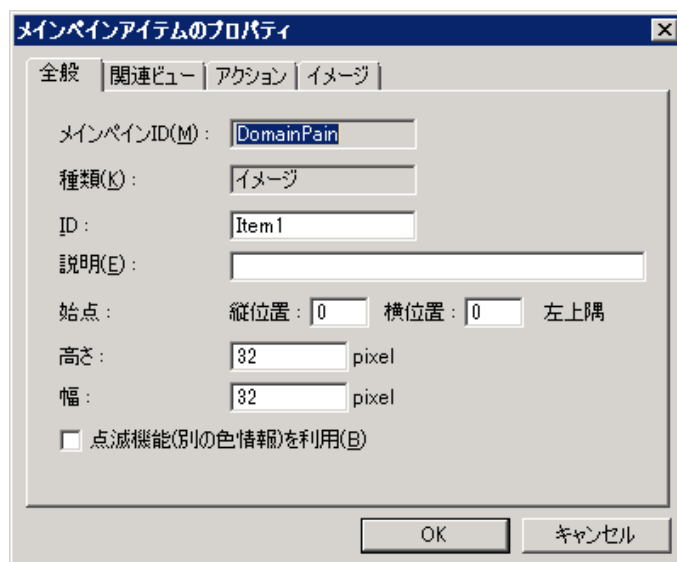 メインペインアイテムのプロパティ
全般 関連ビュー アクション イメージ
メインペインID(M)： DomainPain
種類(K)： イメージ
ID： Item1
説明(E)：
始点： 縦位置：0 横位置：0 左上隅
高さ： 32 pixel
幅： 32 pixel
点滅機能(別の色情報)を利用(B)
OK キャンセル